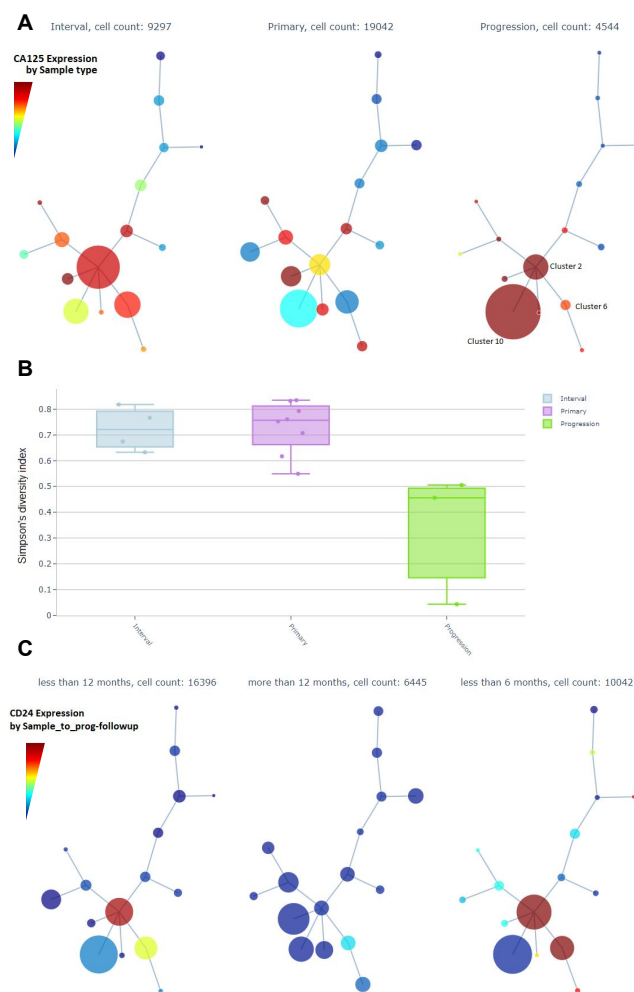 A
Interval, cell count: 9297
Primary, cell count: 19042
Progression, cell count: 4544
CA125 Expression
by Sample type
Cluster 2
Cluster 6
Cluster 10
B
Simpson's diversity index
0.8
0.7
0.6
0.5
0.4
0.3
0.2
0.1
0
Interval
Primary
Progression
Interval
Primary
Progression
C
less than 12 months, cell count: 16396
more than 12 months, cell count: 6445
less than 6 months, cell count: 10042
CD24 Expression
by Sample_to_prog-followup